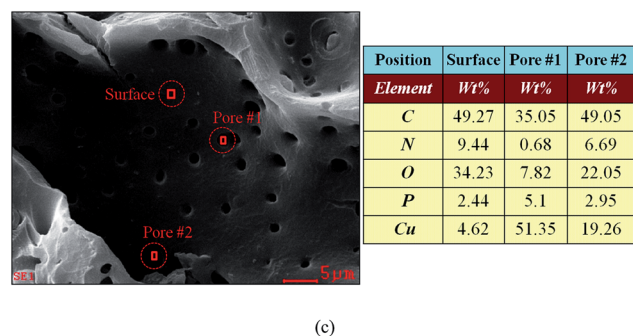 Surface
Pore #1
Pore #2
SE1
5 μm
Position Surface Pore #1 Pore #2
Element Wt% Wt% Wt%
C 49.27 35.05 49.05
N 9.44 0.68 6.69
O 34.23 7.82 22.05
P 2.44 5.1 2.95
Cu 4.62 51.35 19.26
(c)